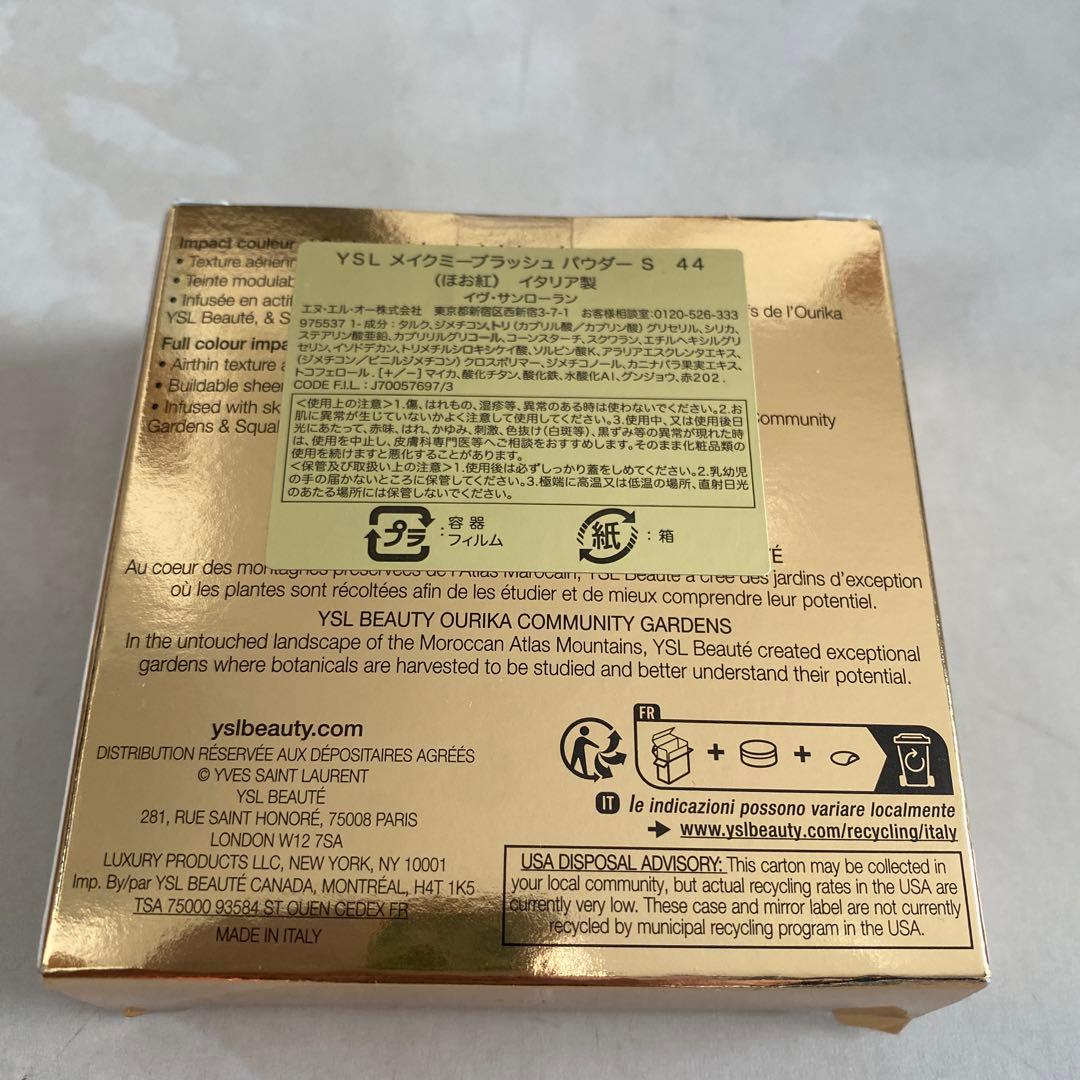 Impact couleur
• Texture aérienn
• Teinte modulab
• Infusée en actif
s de l'Ourika
YSL Beauté, & S
Full colour impa
• Airthin texture a
• Buildable sheer
• Infused with sk
Community
Gardens & Squal
YSL メイクミーブラッシュ パウダー S 44
（ほお紅） イタリア製
イヴ・サンローラン
エヌ・エル・オー株式会社 東京都新宿区西新宿3-7-1 お客様相談室:0120-526-333
975537 1-成分：タルク､ジメチコン､トリ（カプリル酸／カプリン酸）グリセリル､シリカ､
ステアリン酸亜鉛､カプリリルグリコール､コーンスターチ､スクワラン､エチルヘキシルグリ
セリン､イソドデカン､トリメチルシロキシケイ酸､ソルビン酸K､アラリアエスクレンタエキス､
（ジメチコン／ビニルジメチコン）クロスポリマー､ジメチコノール､カニナバラ果実エキス､
トコフェロール.［＋/－］マイカ､酸化チタン､酸化鉄､水酸化Al､グンジョウ､赤202.
CODE F.I.L.: J70057697/3
＜使用上の注意＞1.傷､はれもの､湿疹等､異常のある時は使わないでください｡2.お
肌に異常が生じていないかよく注意して使用してください｡3.使用中､又は使用後日
光にあたって､赤味､はれ､かゆみ､刺激､色抜け（白斑等）､黒ずみ等の異常が現れた時
は､使用を中止し､皮膚科専門医等へご相談をおすすめします｡そのまま化粧品類の
使用を続けますと悪化することがあります｡
＜保管及び取扱い上の注意＞1.使用後は必ずしっかり蓋をしめてください｡2.乳幼児
の手の届かないところに保管してください｡3.極端に高温又は低温の場所､直射日光
のあたる場所には保管しないでください｡
プラ：容器
フィルム
紙：箱
TÉ
Au coeur des montagnes préservées de l'Atlas Marocain, YSL Beauté a créé des jardins d'exception
où les plantes sont récoltées afin de les étudier et de mieux comprendre leur potentiel.
YSL BEAUTY OURIKA COMMUNITY GARDENS
In the untouched landscape of the Moroccan Atlas Mountains, YSL Beauté created exceptional
gardens where botanicals are harvested to be studied and better understand their potential.
yslbeauty.com
DISTRIBUTION RÉSERVÉE AUX DÉPOSITAIRES AGRÉÉS
© YVES SAINT LAURENT
YSL BEAUTÉ
281, RUE SAINT HONORÉ, 75008 PARIS
LONDON W12 7SA
LUXURY PRODUCTS LLC, NEW YORK, NY 10001
Imp. By/par YSL BEAUTÉ CANADA, MONTRÉAL, H4T 1K5
TSA 75000 93584 ST OUEN CEDEX FR
MADE IN ITALY
FR
+ +
IT le indicazioni possono variare localmente
➔ www.yslbeauty.com/recycling/italy
USA DISPOSAL ADVISORY: This carton may be collected in
your local community, but actual recycling rates in the USA are
currently very low. These case and mirror label are not currently
recycled by municipal recycling program in the USA.